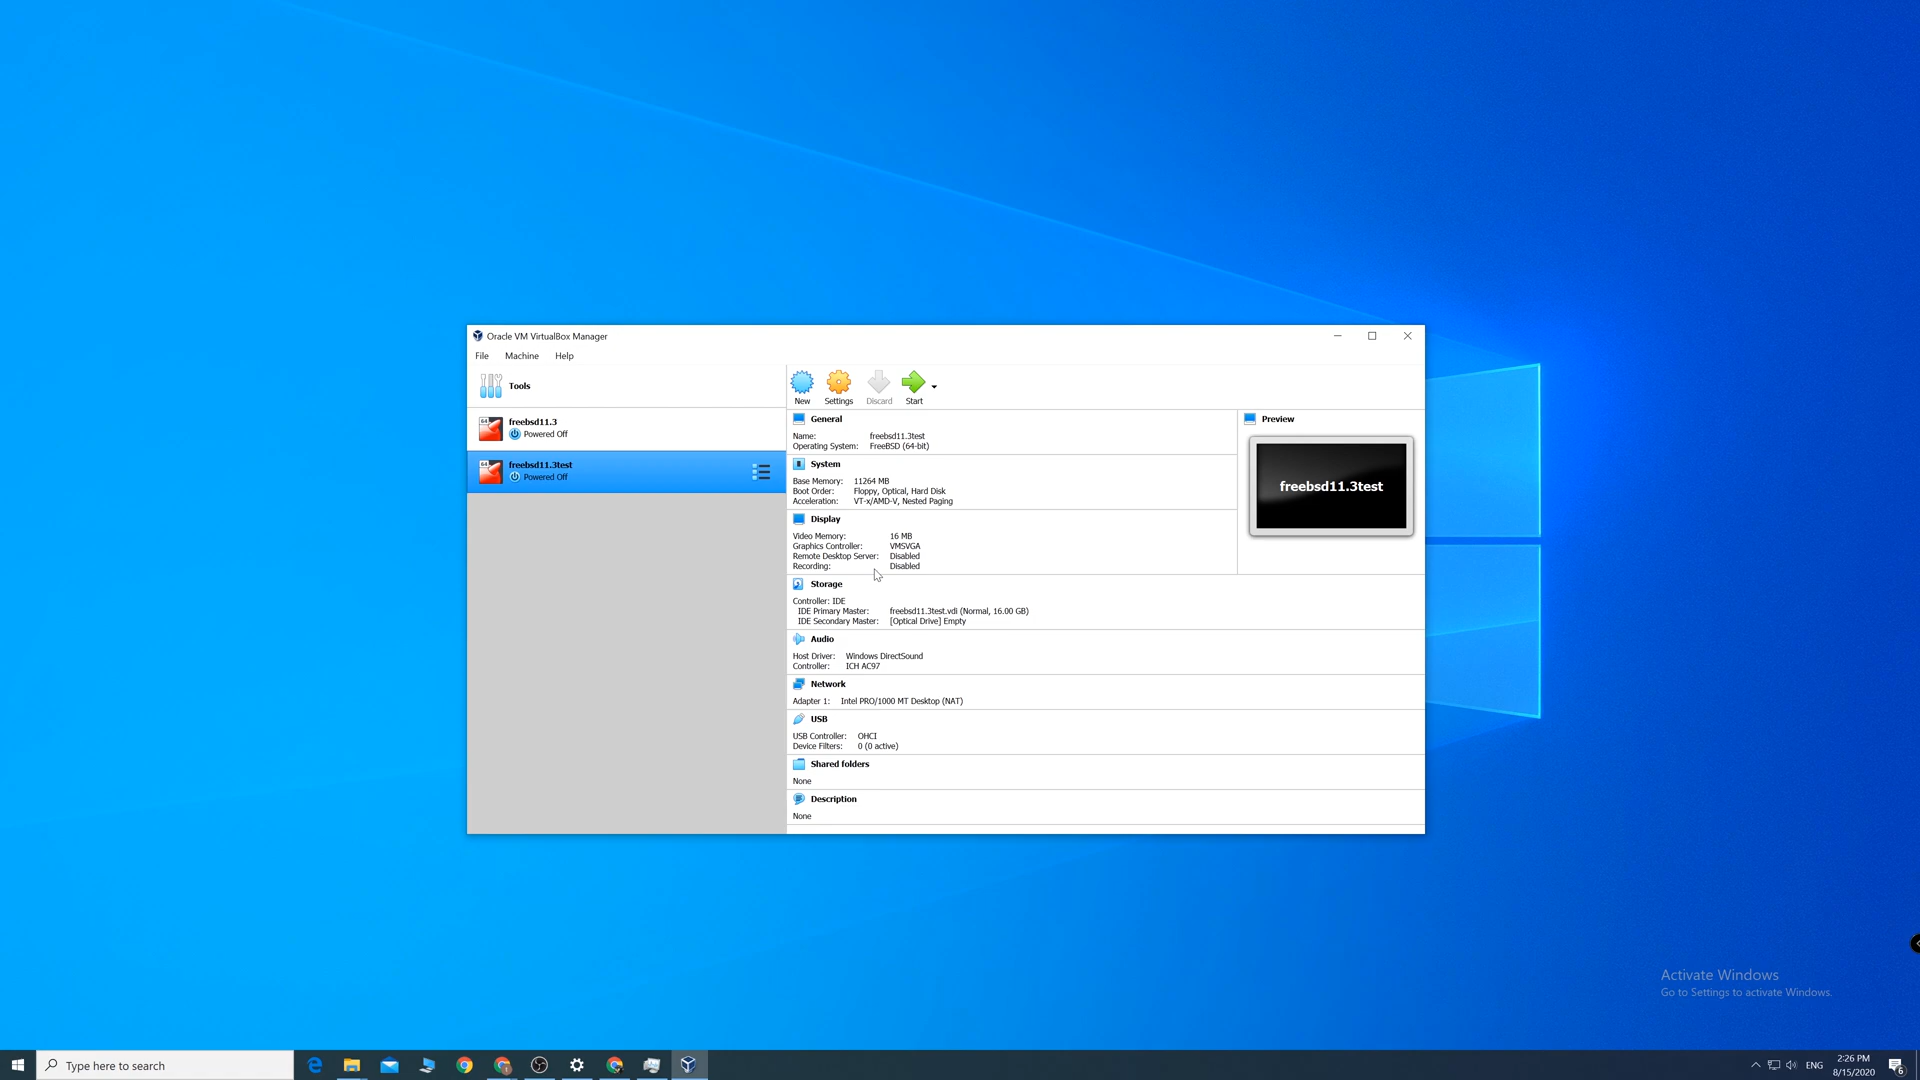 Oracle VM VirtualBox Manager
File Machine Help
Tools
New Settings Discard Start
64 freebsd11.3
Powered Off
64 freebsd11.3test
Powered Off
General
Name: freebsd11.3test
Operating System: FreeBSD (64-bit)
System
Base Memory: 11264 MB
Boot Order: Floppy, Optical, Hard Disk
Acceleration: VT-x/AMD-V, Nested Paging
Display
Video Memory: 16 MB
Graphics Controller: VMSVGA
Remote Desktop Server: Disabled
Recording: Disabled
Storage
Controller: IDE
IDE Primary Master: freebsd11.3test.vdi (Normal, 16.00 GB)
IDE Secondary Master: [Optical Drive] Empty
Audio
Host Driver: Windows DirectSound
Controller: ICH AC97
Network
Adapter 1: Intel PRO/1000 MT Desktop (NAT)
USB
USB Controller: OHCI
Device Filters: 0 (0 active)
Shared folders
None
Description
None
Preview
freebsd11.3test
Activate Windows
Go to Settings to activate Windows.
Type here to search
ENG
2:26 PM
8/15/2020
6